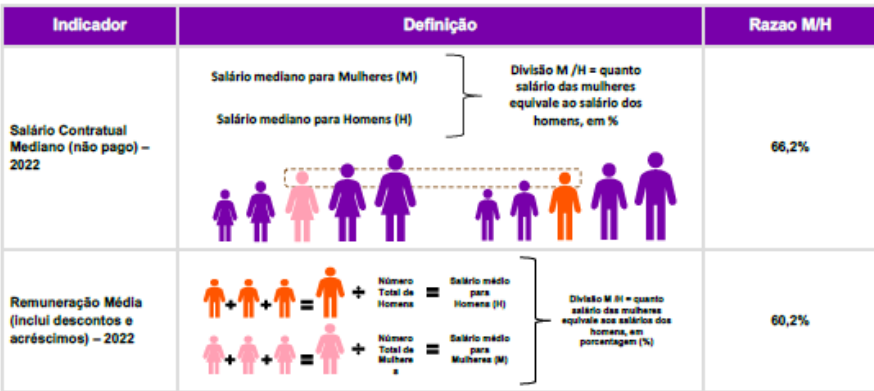 Indicador
Definição
Razao M/H
Salário Contratual
Mediano (não pago) –
2022
Salário mediano para Mulheres (M)
Salário mediano para Homens (H)
Divisão M /H = quanto
salário das mulheres
equivale ao salário dos
homens, em %
66,2%
Remuneração Média
(inclui descontos e
acréscimos) – 2022
+ + = ÷
Número
Total de
Homens
=
Salário médio
para
Homens (H)
+ + = ÷
Número
Total de
Mulhere
s
=
Salário médio
para
Mulheres (M)
Divisão M /H = quanto
salário das mulheres
equivale aos salários dos
homens, em
porcentagem (%)
60,2%